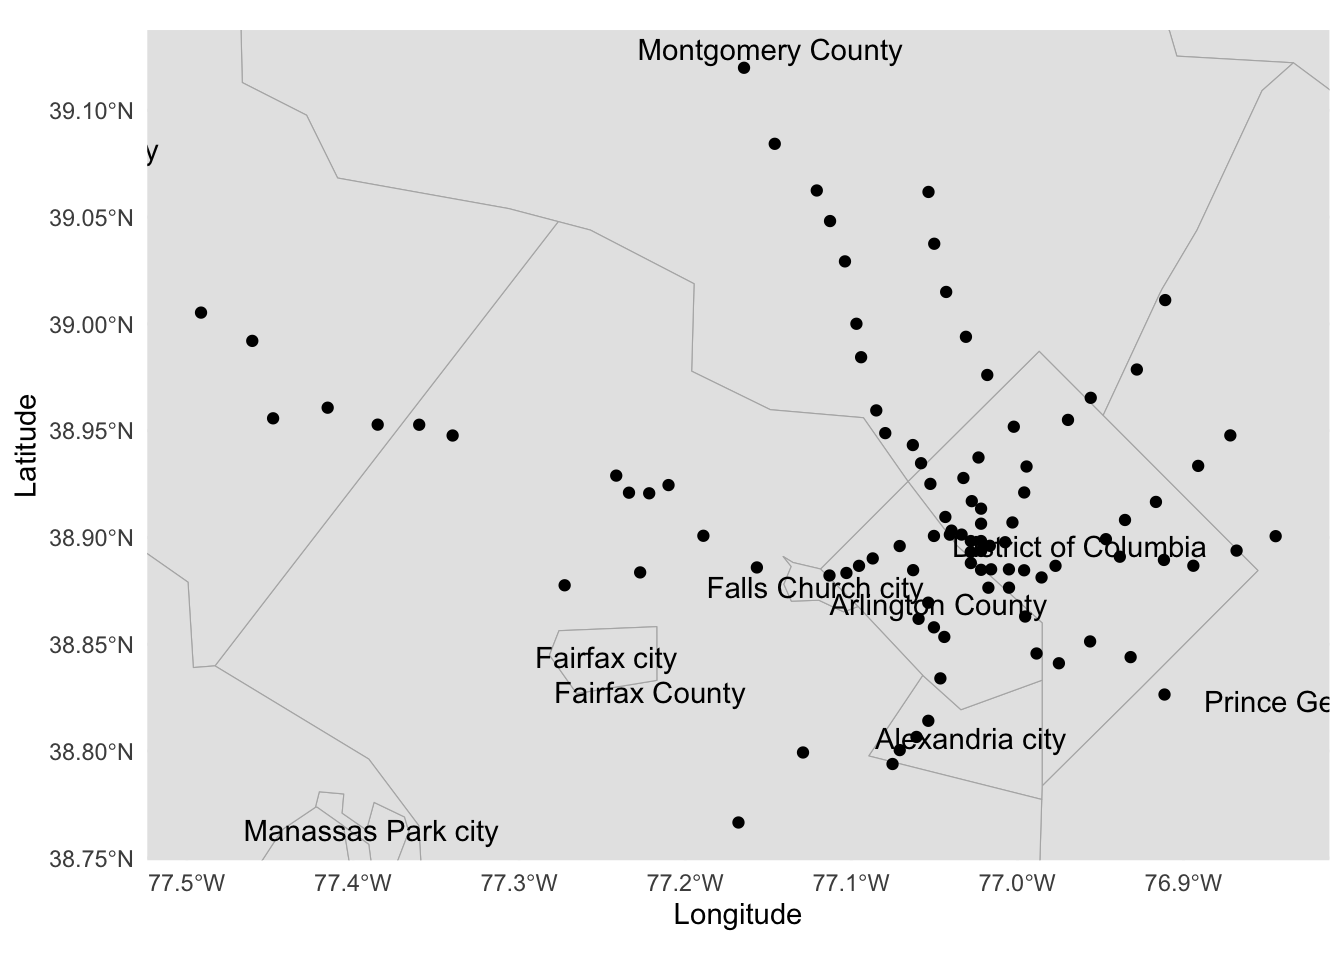 Montgomery County
39.10°N
y
39.05°N
39.00°N
38.95°N
38.90°N
District of Columbia
Falls Church city
Arlington County
38.85°N
Fairfax city
Fairfax County
Prince Ge
38.80°N
Alexandria city
Manassas Park city
38.75°N
77.5°W 77.4°W 77.3°W 77.2°W 77.1°W 77.0°W 76.9°W
Longitude
Latitude